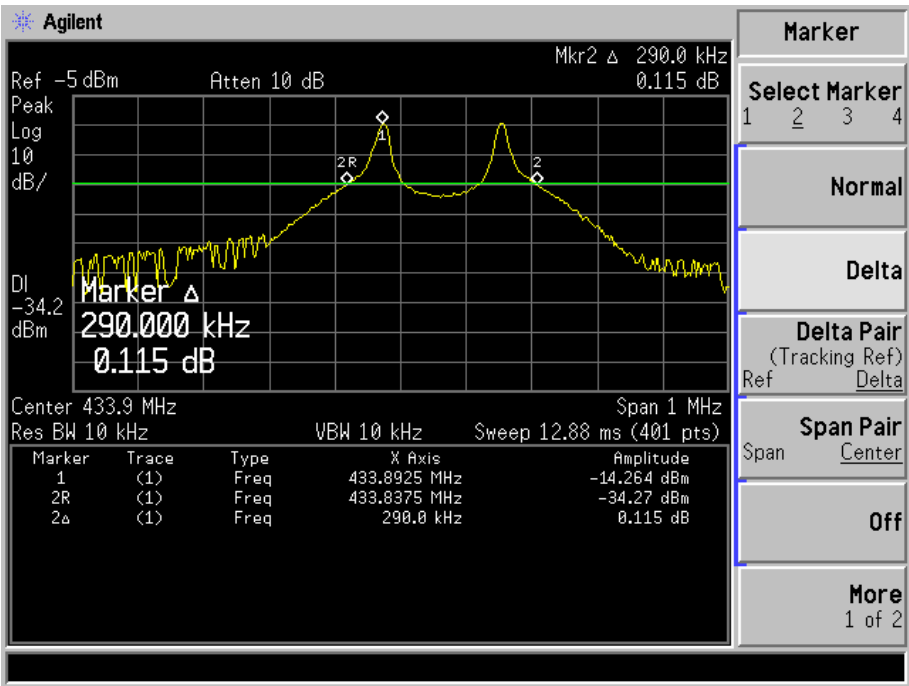 Agilent
Marker
Mkr2 Δ 290.0 kHz
Ref -5 dBm Atten 10 dB 0.115 dB
Peak
Log
10
dB/
1
2R
2
DI
-34.2
dBm
Marker Δ
290.000 kHz
0.115 dB
Center 433.9 MHz Span 1 MHz
Res BW 10 kHz VBW 10 kHz Sweep 12.88 ms (401 pts)
Marker Trace Type X Axis Amplitude
1 (1) Freq 433.8925 MHz -14.264 dBm
2R (1) Freq 433.8375 MHz -34.27 dBm
2Δ (1) Freq 290.0 kHz 0.115 dB
Select Marker
1 2 3 4
Normal
Delta
Delta Pair
(Tracking Ref)
Ref Delta
Span Pair
Span Center
Off
More
1 of 2